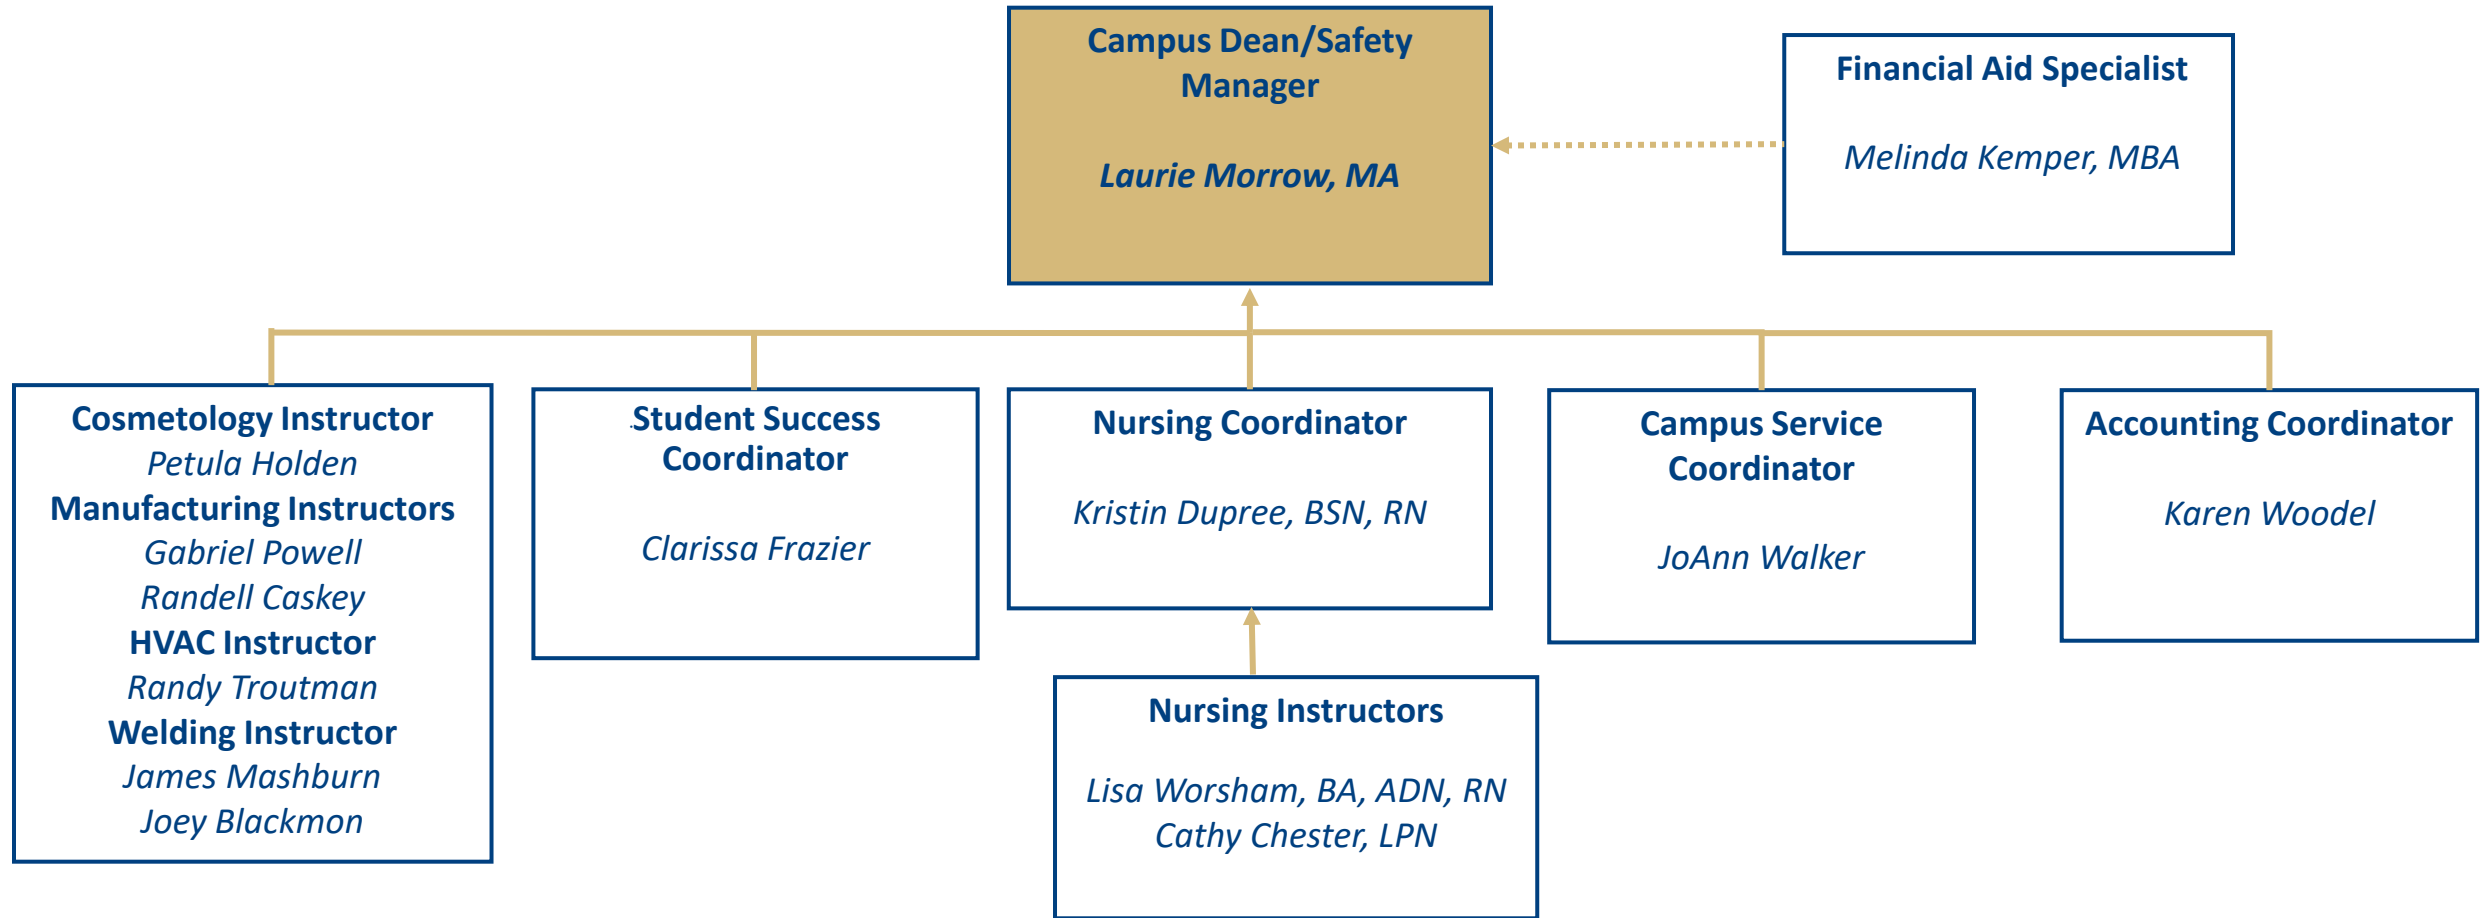 Campus Dean/Safety
Manager
Laurie Morrow, MA
Financial Aid Specialist
Melinda Kemper, MBA
Cosmetology Instructor
Petula Holden
Manufacturing Instructors
Gabriel Powell
Randell Caskey
HVAC Instructor
Randy Troutman
Welding Instructor
James Mashburn
Joey Blackmon
Student Success
Coordinator
Clarissa Frazier
Nursing Coordinator
Kristin Dupree, BSN, RN
Campus Service
Coordinator
JoAnn Walker
Accounting Coordinator
Karen Woodel
Nursing Instructors
Lisa Worsham, BA, ADN, RN
Cathy Chester, LPN